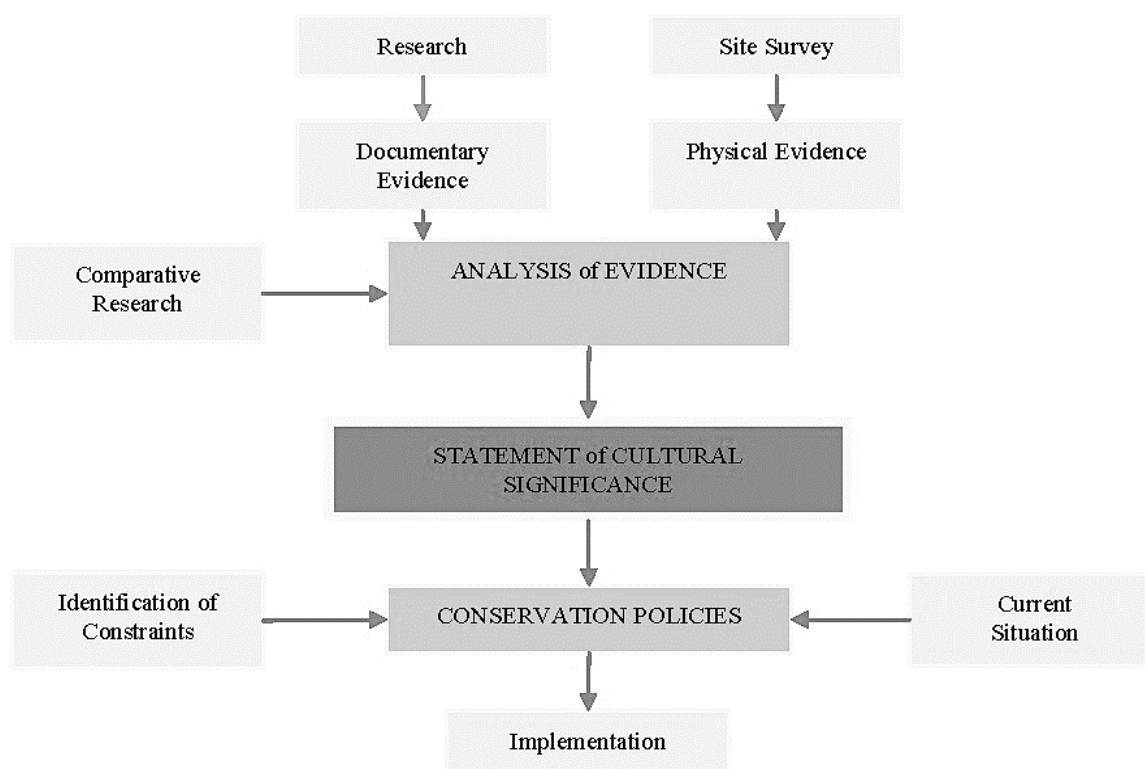 Research
Site Survey
Documentary
Evidence
Physical Evidence
Comparative
Research
ANALYSIS of EVIDENCE
STATEMENT of CULTURAL
SIGNIFICANCE
Identification of
Constraints
CONSERVATION POLICIES
Current
Situation
Implementation